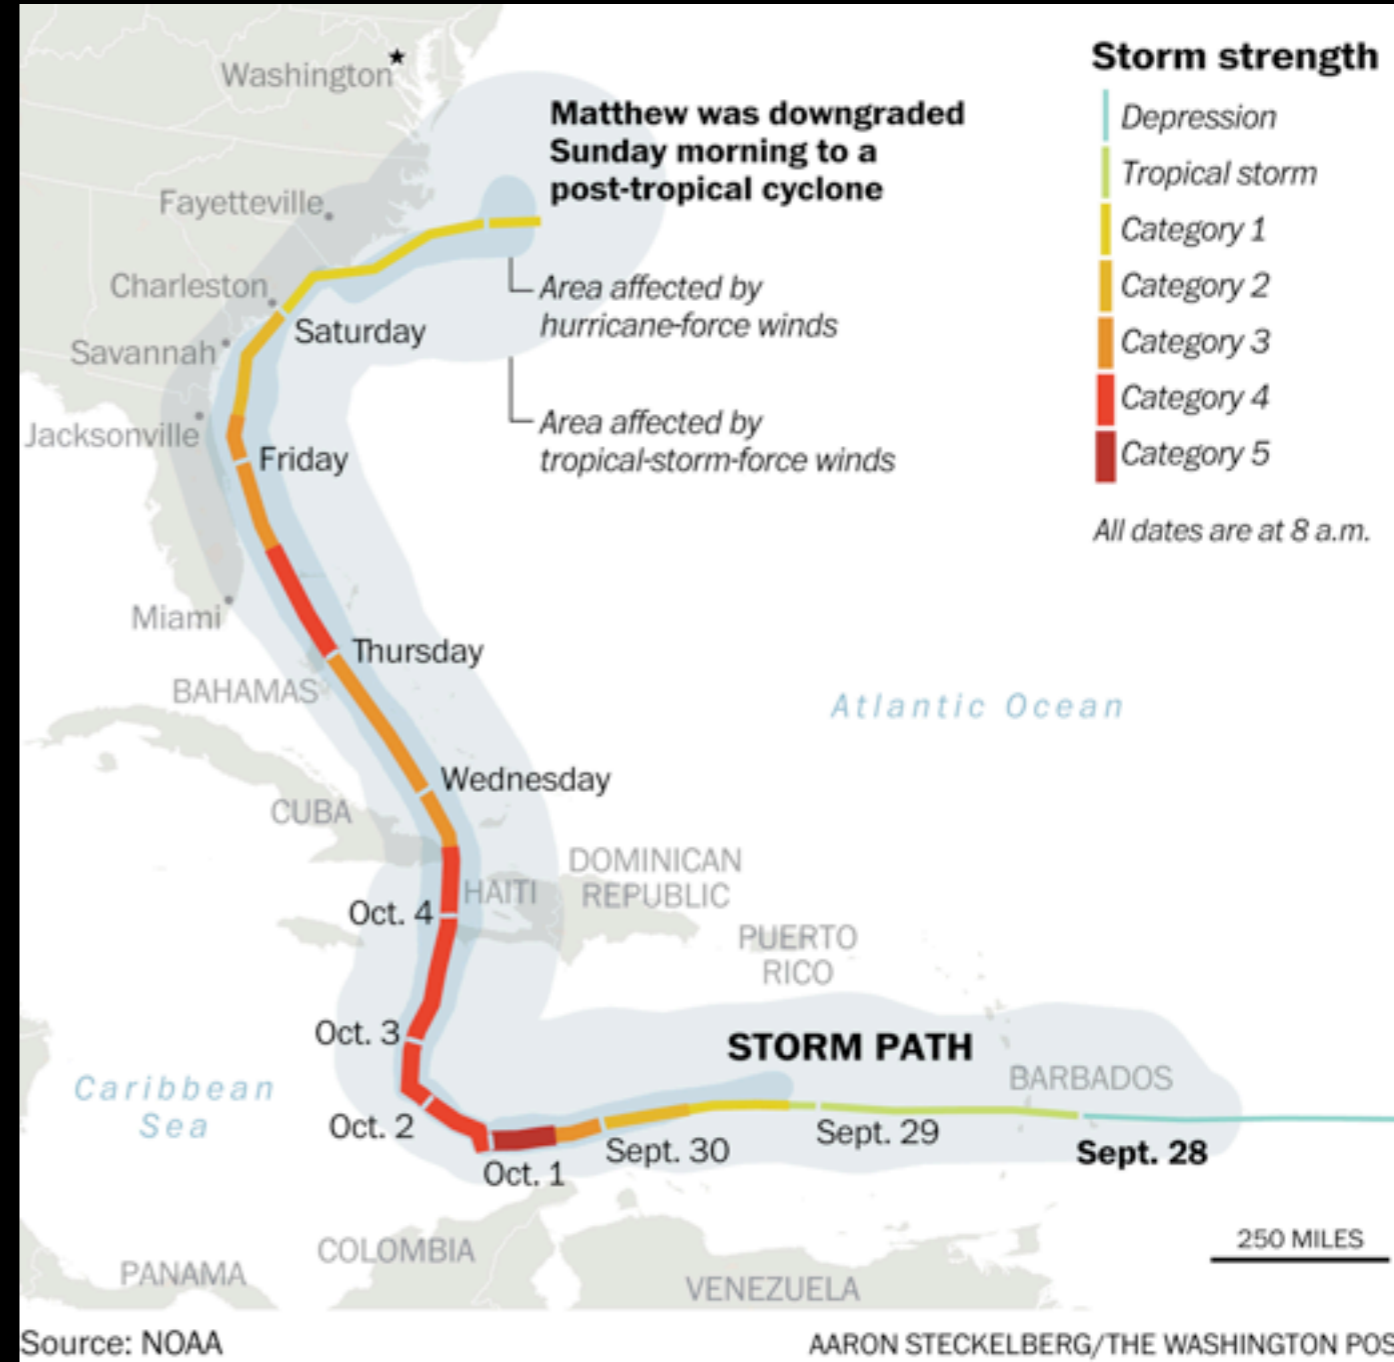 Storm strength
Depression
Tropical storm
Category 1
Category 2
Category 3
Category 4
Category 5
All dates are at 8 a.m.
Washington
Matthew was downgraded
Sunday morning to a
post-tropical cyclone
Fayetteville
Charleston
Area affected by
hurricane-force winds
Saturday
Savannah
Area affected by
tropical-storm-force winds
Jacksonville
Friday
Miami
Thursday
BAHAMAS
Atlantic Ocean
Wednesday
CUBA
DOMINICAN
REPUBLIC
HAITI
Oct. 4
PUERTO
RICO
Oct. 3
STORM PATH
BARBADOS
Caribbean
Sea
Oct. 2
Sept. 29
Sept. 30
Sept. 28
Oct. 1
250 MILES
COLOMBIA
PANAMA
VENEZUELA
Source: NOAA
AARON STECKELBERG/THE WASHINGTON POS